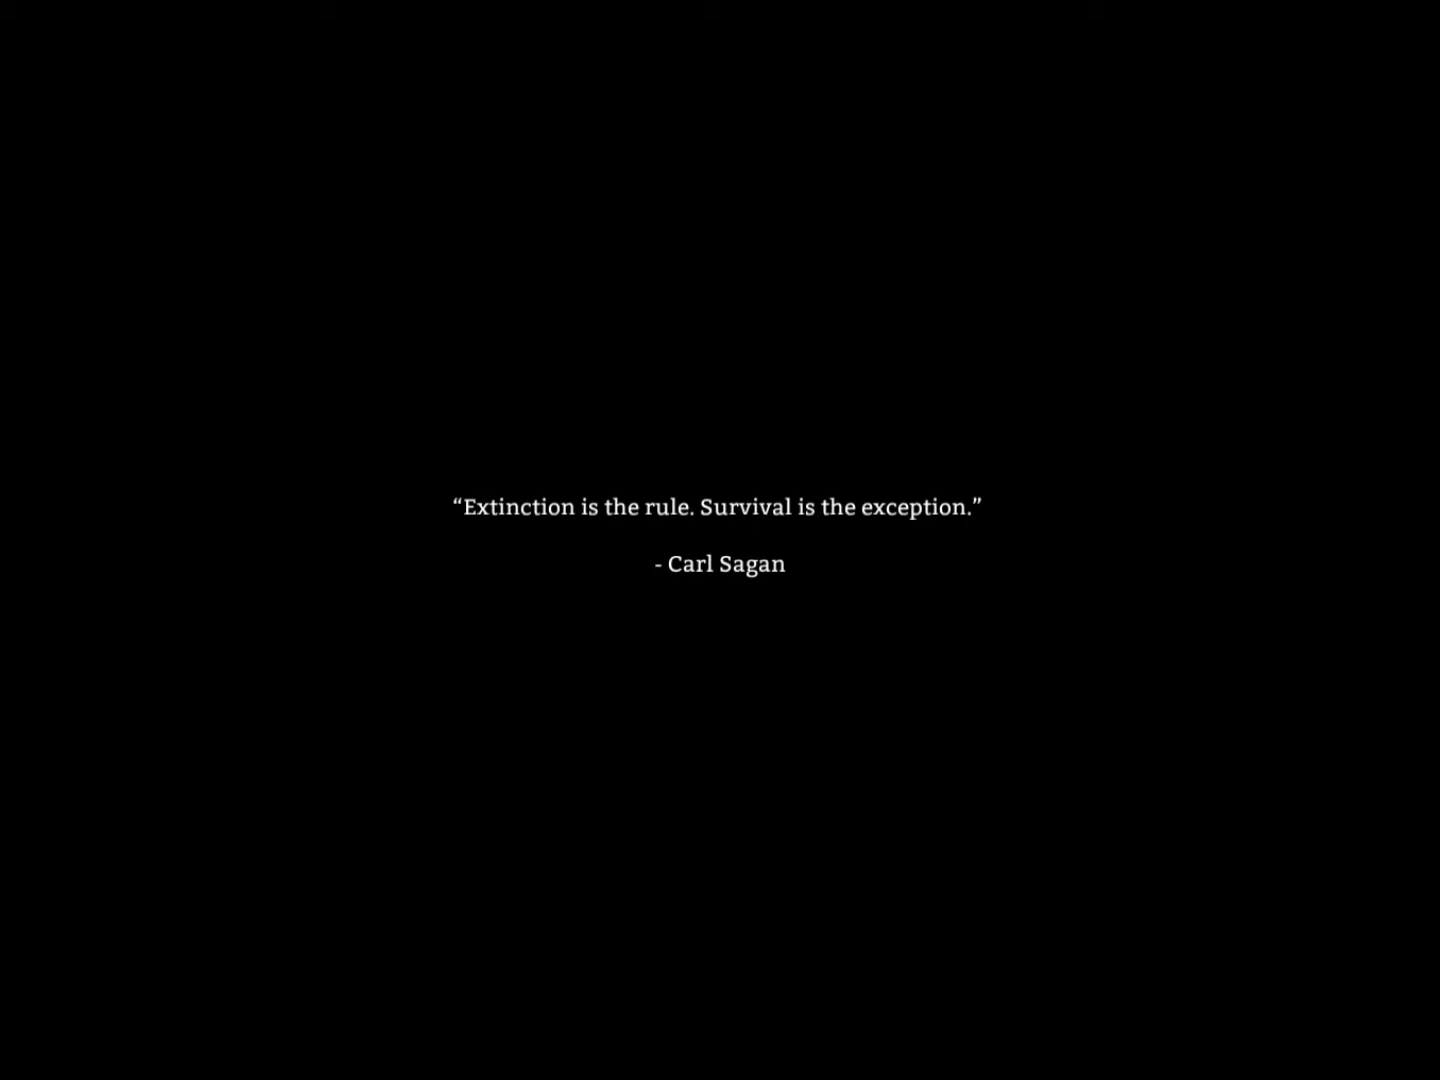 “Extinction is the rule. Survival is the exception.”
- Carl Sagan